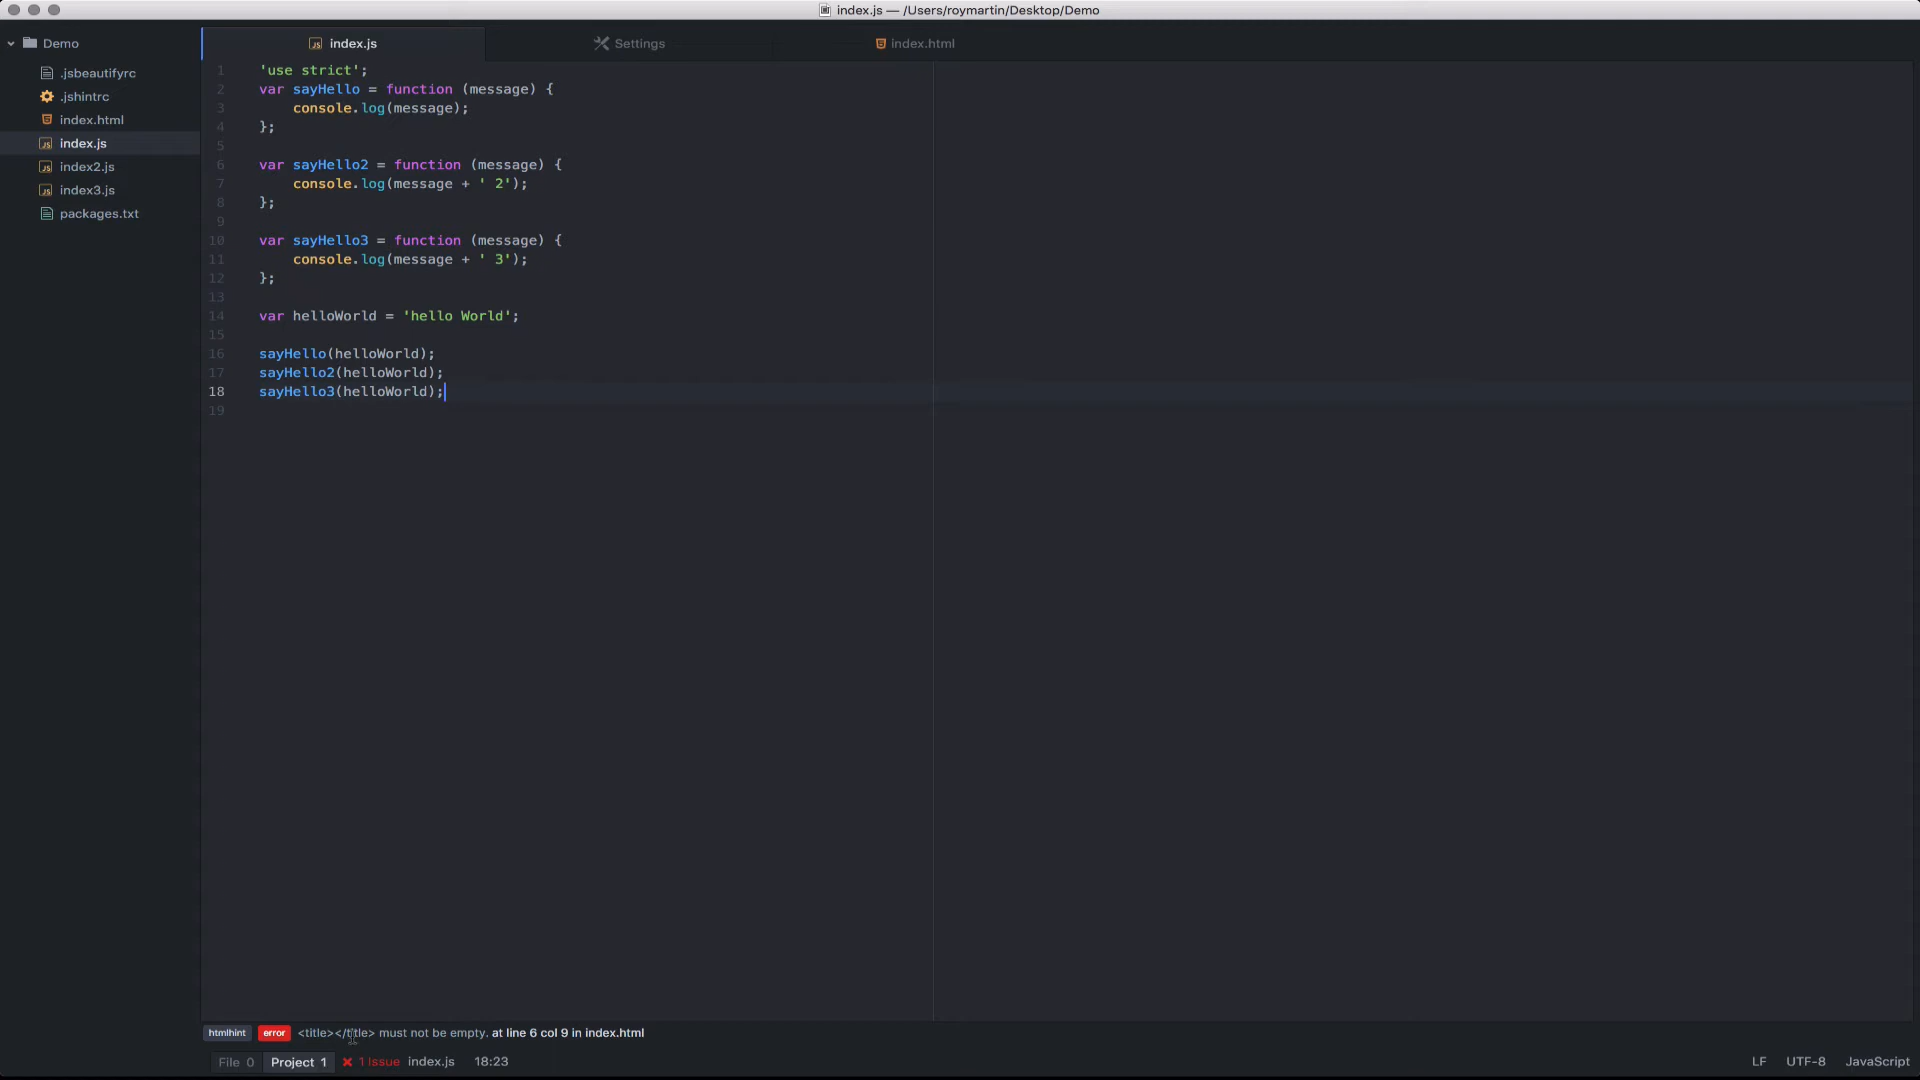 index.js — /Users/roymartin/Desktop/Demo
Demo
.jsbeautifyrc
.jshintrc
index.html
index.js
index2.js
index3.js
packages.txt
index.js
Settings
index.html
1 'use strict';
2 var sayHello = function (message) {
3 console.log(message);
4 };
5
6 var sayHello2 = function (message) {
7 console.log(message + ' 2');
8 };
9
10 var sayHello3 = function (message) {
11 console.log(message + ' 3');
12 };
13
14 var helloWorld = 'hello World';
15
16 sayHello(helloWorld);
17 sayHello2(helloWorld);
18 sayHello3(helloWorld);
19
htmlhint error <title></title> must not be empty. at line 6 col 9 in index.html
File 0 Project 1 1 Issue index.js 18:23 LF UTF-8 JavaScript